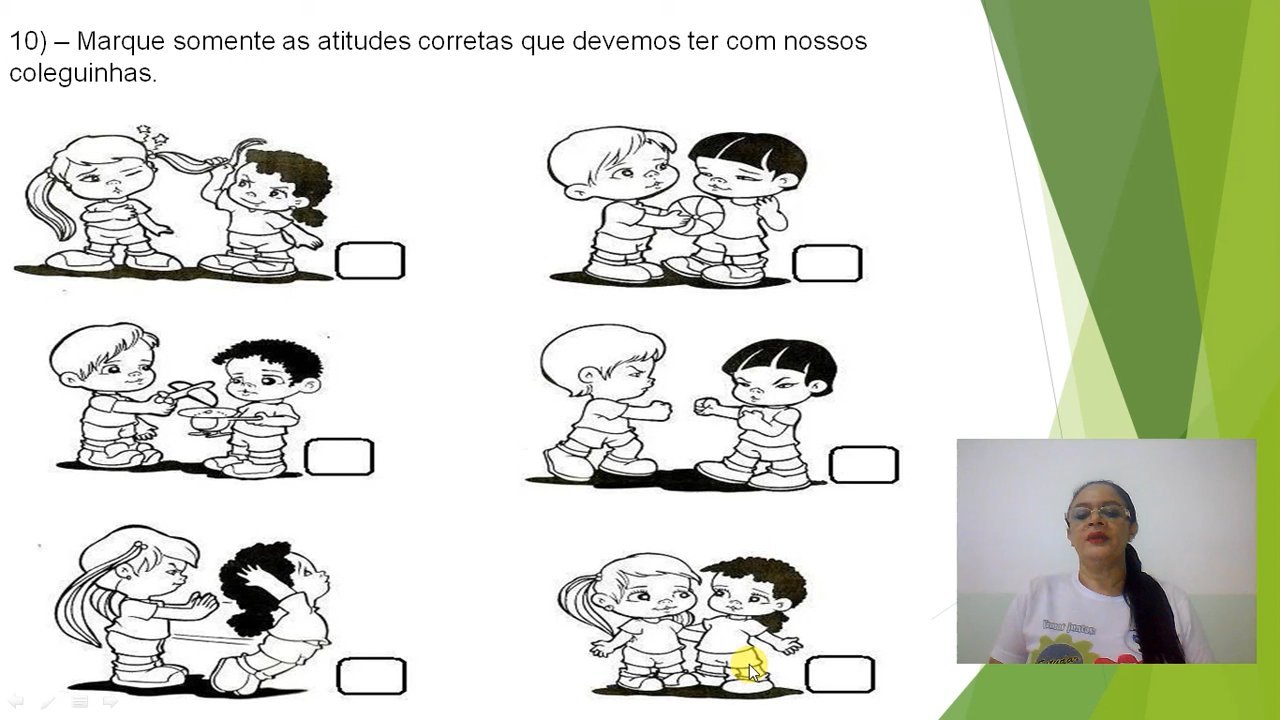 10) – Marque somente as atitudes corretas que devemos ter com nossos
coleguinhas.